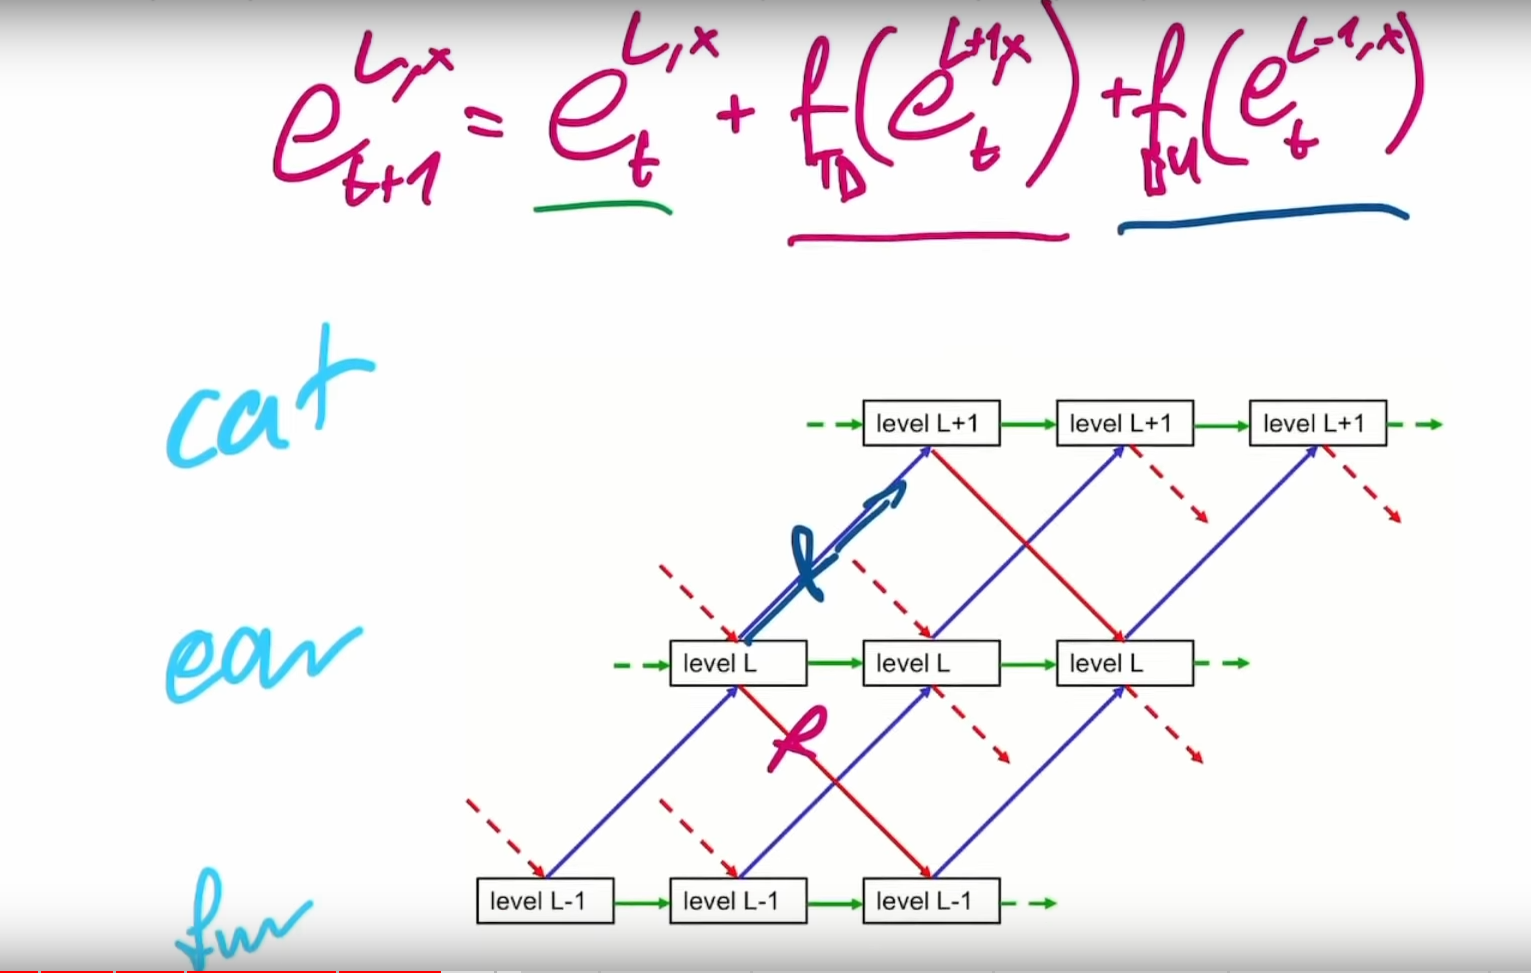 e_{t+1}^{L,x} = e_t^{L,x} + f_{TD}(e_t^{L+1,x}) + f_{BU}(e_t^{L-1,x})
cat
level L+1 level L+1 level L+1
f
ear
level L level L level L
f
fur
level L-1 level L-1 level L-1